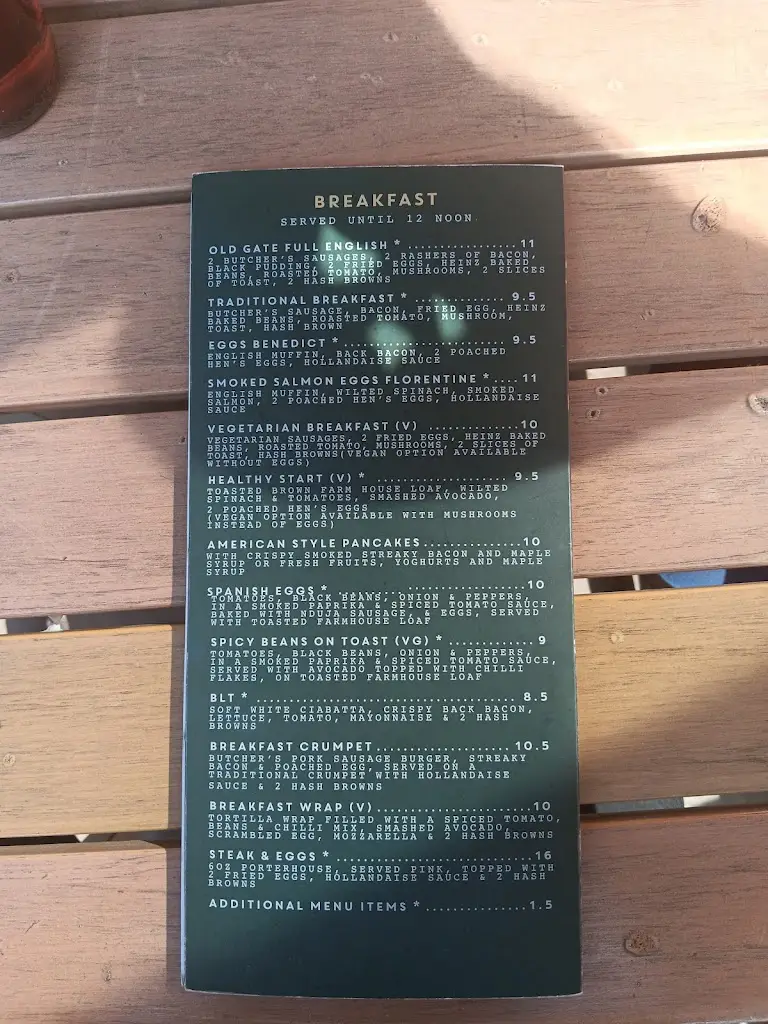 BREAKFAST
SERVED UNTIL 12 NOON
OLD GATE FULL ENGLISH * ................. 11
2 BUTCHER'S SAUSAGES, 2 RASHERS OF BACON,
BLACK PUDDING, 2 FRIED EGGS, HEINZ BAKED
BEANS, ROASTED TOMATO, MUSHROOMS, 2 SLICES
OF TOAST, 2 HASH BROWNS
TRADITIONAL BREAKFAST * .............. 9.5
BUTCHER'S SAUSAGE, BACON, FRIED EGG, HEINZ
BAKED BEANS, ROASTED TOMATO, MUSHROOM,
TOAST, HASH BROWN
EGGS BENEDICT * ......................... 9.5
ENGLISH MUFFIN, BACK BACON, 2 POACHED
HEN'S EGGS, HOLLANDAISE SAUCE
SMOKED SALMON EGGS FLORENTINE * .... 11
ENGLISH MUFFIN, WILTED SPINACH, SMOKED
SALMON, 2 POACHED HEN'S EGGS, HOLLANDAISE
SAUCE
VEGETARIAN BREAKFAST (V) ................10
VEGETARIAN SAUSAGES, 2 FRIED EGGS, HEINZ BAKED
BEANS, ROASTED TOMATO, MUSHROOMS, 2 SLICES OF
TOAST, HASH BROWNS(VEGAN OPTION AVAILABLE
WITHOUT EGGS)
HEALTHY START (V) * ..................... 9.5
TOASTED BROWN FARM HOUSE LOAF, WILTED
SPINACH & TOMATOES, SMASHED AVOCADO,
2 POACHED HEN'S EGGS
(VEGAN OPTION AVAILABLE WITH MUSHROOMS
INSTEAD OF EGGS)
AMERICAN STYLE PANCAKES...............10
WITH CRISPY SMOKED STREAKY BACON AND MAPLE
SYRUP OR FRESH FRUITS, YOGHURTS AND MAPLE
SYRUP
SPANISH EGGS * ...............................10
TOMATOES, BLACK BEANS, ONION & PEPPERS,
IN A SMOKED PAPRIKA & SPICED TOMATO SAUCE,
BAKED WITH NDUJA SAUSAGE, & EGGS, SERVED
WITH TOASTED FARMHOUSE LOAF
SPICY BEANS ON TOAST (VG) * ............. 9
TOMATOES, BLACK BEANS, ONION & PEPPERS,
IN A SMOKED PAPRIKA & SPICED TOMATO SAUCE,
SERVED WITH AVOCADO TOPPED WITH CHILLI
FLAKES, ON TOASTED FARMHOUSE LOAF
BLT * ........................................ 8.5
SOFT WHITE CIABATTA, CRISPY BACK BACON,
LETTUCE, TOMATO, MAYONNAISE & 2 HASH
BROWNS
BREAKFAST CRUMPET.................... 10.5
BUTCHER'S PORK SAUSAGE BURGER, STREAKY
BACON & POACHED EGG, SERVED ON A
TRADITIONAL CRUMPET WITH HOLLANDAISE
SAUCE & 2 HASH BROWNS
BREAKFAST WRAP (V)........................10
TORTILLA WRAP FILLED WITH A SPICED TOMATO,
BEANS & CHILLI MIX, SMASHED AVOCADO,
SCRAMBLED EGG, MOZZARELLA & 2 HASH BROWNS
STEAK & EGGS * ..............................16
6OZ PORTERHOUSE, SERVED PINK, TOPPED WITH
2 FRIED EGGS, HOLLANDAISE SAUCE & 2 HASH
BROWNS
ADDITIONAL MENU ITEMS *...............1.5